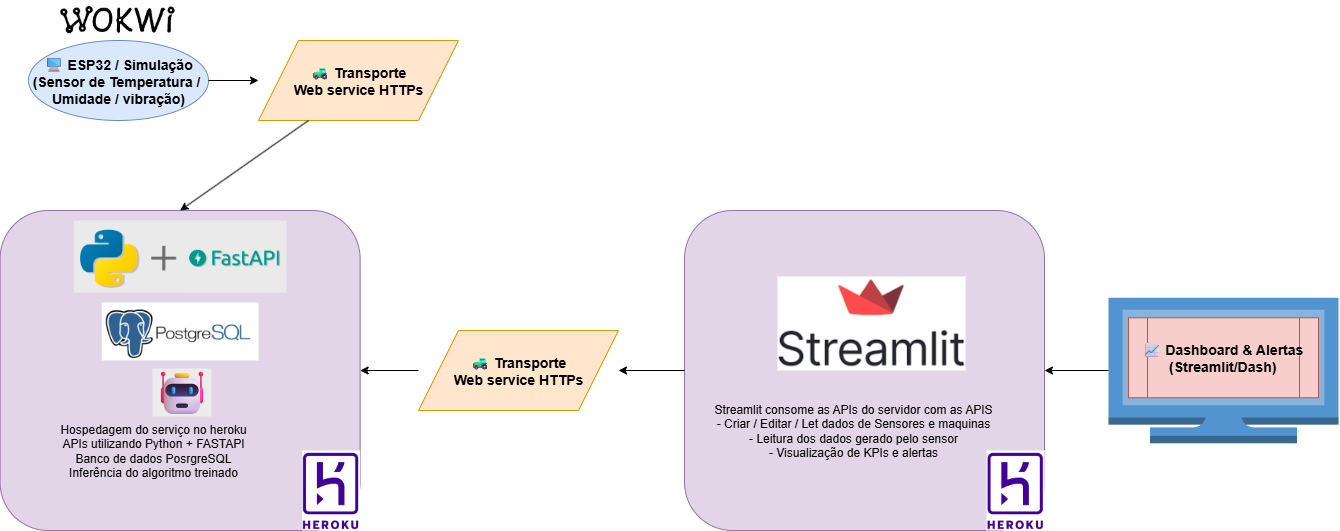 WOKWi
ESP32 / Simulação
(Sensor de Temperatura /
Umidade / vibração)
Transporte
Web service HTTPs
+ FastAPI
PostgreSQL
Hospedagem do serviço no heroku
APIs utilizando Python + FASTAPI
Banco de dados PosrgreSQL
Inferência do algoritmo treinado
HEROKU
Transporte
Web service HTTPs
Streamlit
Streamlit consome as APIs do servidor com as APIS
- Criar / Editar / Let dados de Sensores e maquinas
- Leitura dos dados gerado pelo sensor
- Visualização de KPIs e alertas
HEROKU
Dashboard & Alertas
(Streamlit/Dash)